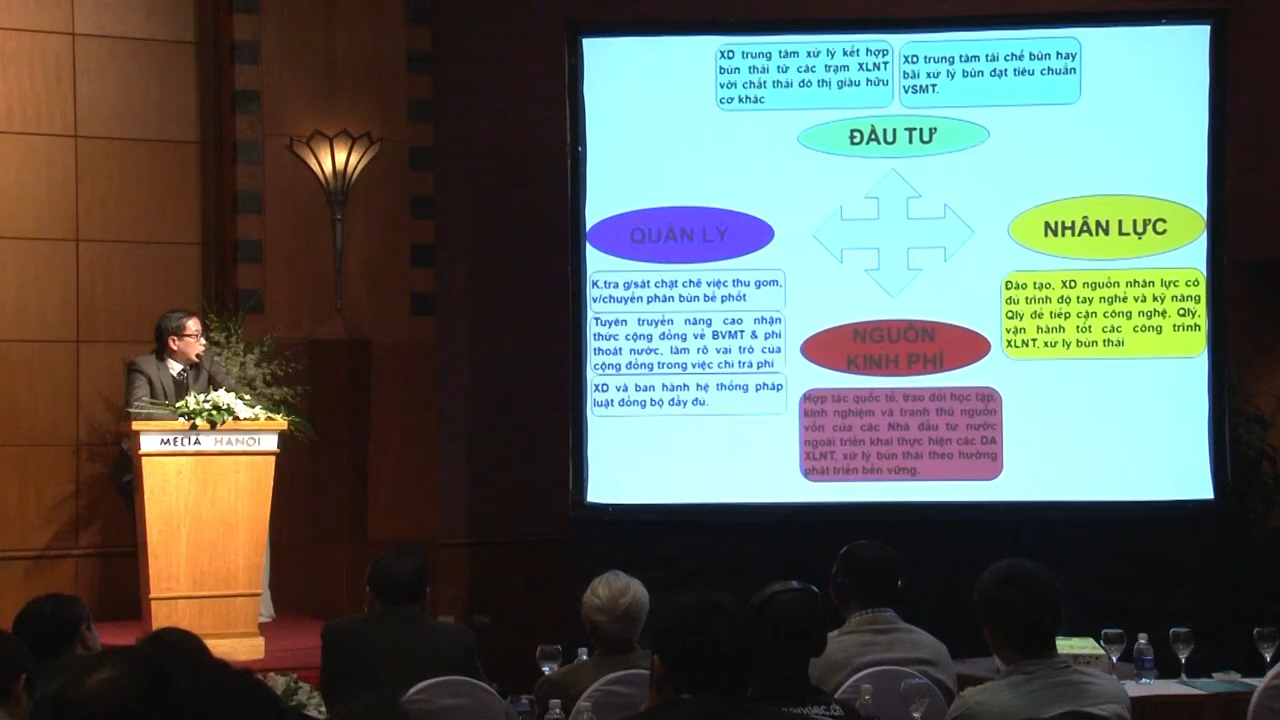 XD trung tâm xử lý kết hợp
bùn thải từ các trạm XLNT
với chất thải đô thị giàu hữu
cơ khác
XD trung tâm tái chế bùn hay
bãi xử lý bùn đạt tiêu chuẩn
VSMT.
ĐẦU TƯ
QUẢN LÝ
NHÂN LỰC
K.tra g/sát chặt chẽ việc thu gom,
v/chuyển phân bùn bể phốt
Tuyên truyền nâng cao nhận
thức cộng đồng về BVMT & phí
thoát nước, làm rõ vai trò của
cộng đồng trong việc chi trả phí
XD và ban hành hệ thống pháp
luật đồng bộ đầy đủ.
Đào tạo, XD nguồn nhân lực có
đủ trình độ tay nghề và kỹ năng
Qlý để tiếp cận công nghệ, Qlý,
vận hành tốt các công trình
XLNT, xử lý bùn thải
NGUỒN
KINH PHÍ
Hợp tác quốc tế, trao đổi học tập,
kinh nghiệm và tranh thủ nguồn
vốn của các Nhà đầu tư nước
ngoài triển khai thực hiện các DA
XLNT, xử lý bùn thải theo hướng
phát triển bền vững.
MELIÁ HANOI